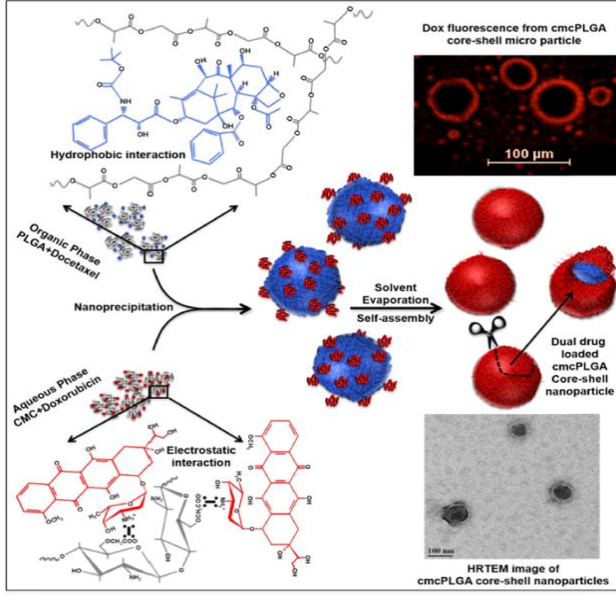 Dox fluorescence from cmcPLGA
core-shell micro particle
100 µm
Hydrophobic interaction
Organic Phase
PLGA+Docetaxel
Nanoprecipitation
Solvent
Evaporation
Self-assembly
Dual drug
loaded
cmcPLGA
Core-shell
nanoparticle
Aqueous Phase
CMC+Doxorubicin
Electrostatic
interaction
100 nm
HRTEM image of
cmcPLGA core-shell nanoparticles